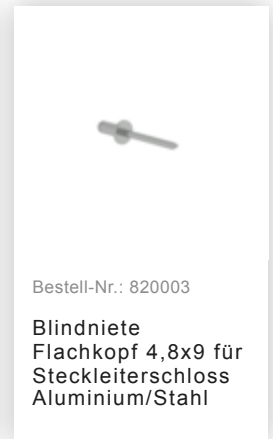 Bestell-Nr.: 820003
Blindniete
Flachkopf 4,8x9 für
Steckleiterschloss
Aluminium/Stahl